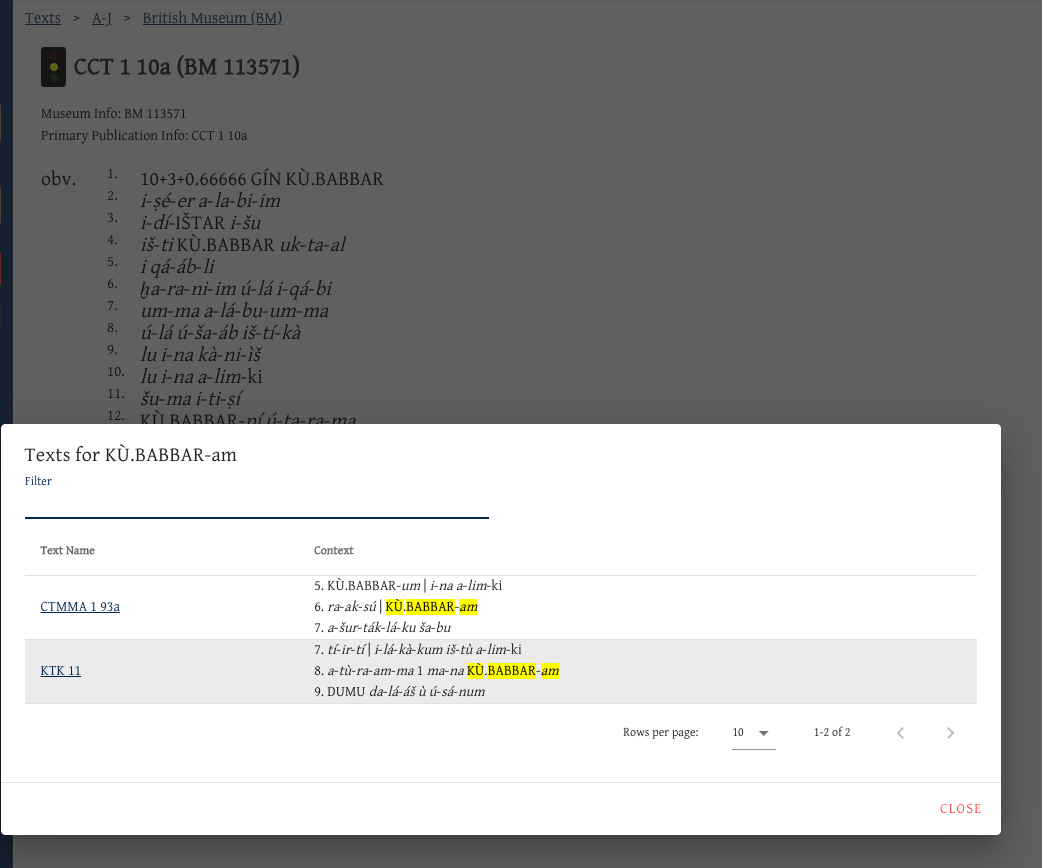 Texts > A-J > British Museum (BM)
CCT 1 10a (BM 113571)
Museum Info: BM 113571
Primary Publication Info: CCT 1 10a
obv. 1. 10+3+0.66666 GÍN KÙ.BABBAR
2. i-ṣé-er a-la-bi-im
3. i-dí-IŠTAR i-šu
4. iš-ti KÙ.BABBAR uk-ta-al
5. i qá-áb-li
6. ḫa-ra-ni-im ú-lá i-qá-bi
7. um-ma a-lá-bu-um-ma
8. ú-lá ú-ša-áb iš-tí-kà
9. lu i-na kà-ni-ìš
10. lu i-na a-lim-ki
11. šu-ma i-ti-ṣí
12. KÙ.BABBAR-pí ú-ta-ra-ma
Texts for KÙ.BABBAR-am
Filter
Text Name Context
CTMMA 1 93a
5. KÙ.BABBAR-um | i-na a-lim-ki
6. ra-ak-sú | KÙ.BABBAR-am
7. a-šur-ták-lá-ku ša-bu
KTK 11
7. tí-ir-tí | i-lá-kà-kum iš-tù a-lim-ki
8. a-tù-ra-am-ma 1 ma-na KÙ.BABBAR-am
9. DUMU da-lá-áš ù ú-sá-num
Rows per page: 10 1-2 of 2
CLOSE